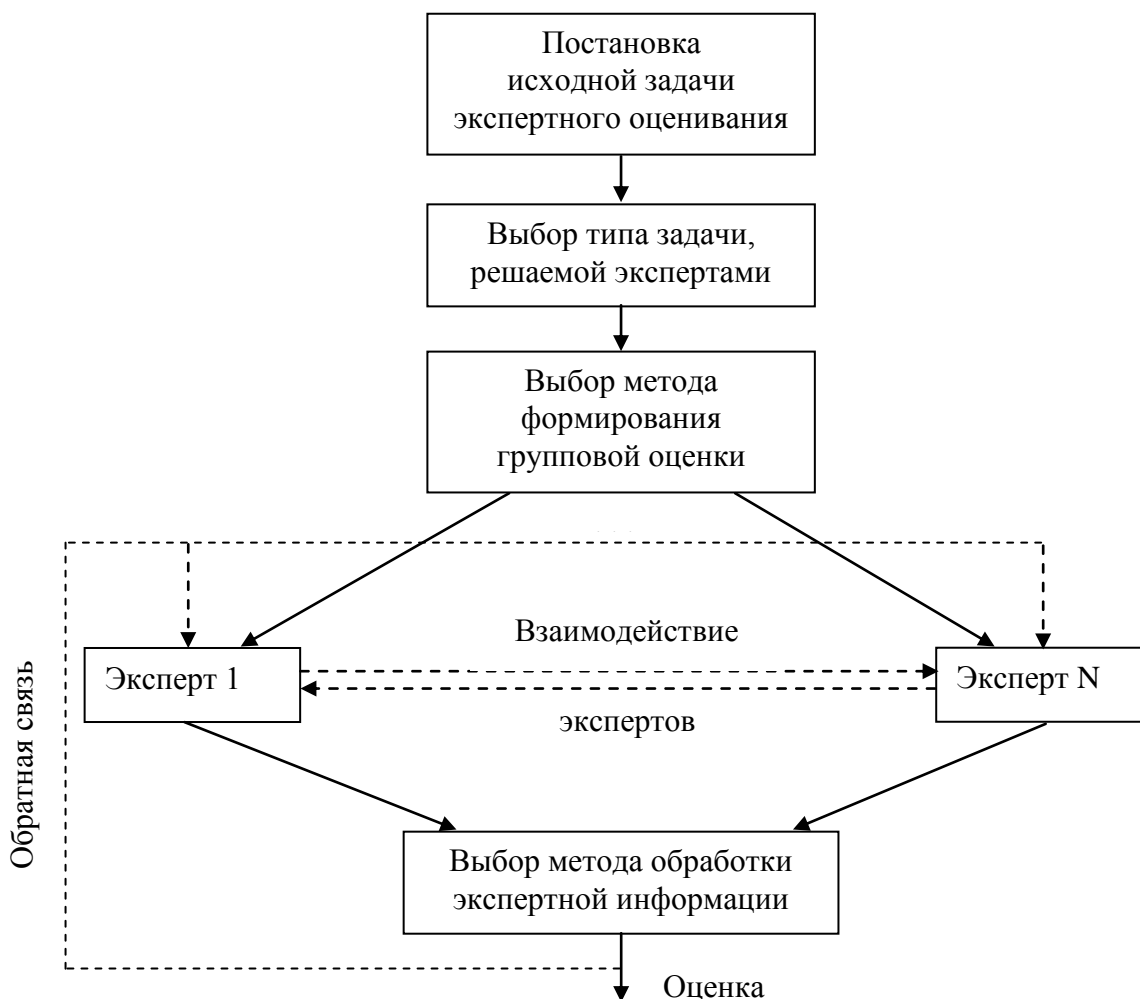 Постановка
исходной задачи
экспертного оценивания
Выбор типа задачи,
решаемой экспертами
Выбор метода
формирования
групповой оценки
Взаимодействие
Эксперт 1
Эксперт N
экспертов
Обратная связь
Выбор метода обработки
экспертной информации
Оценка